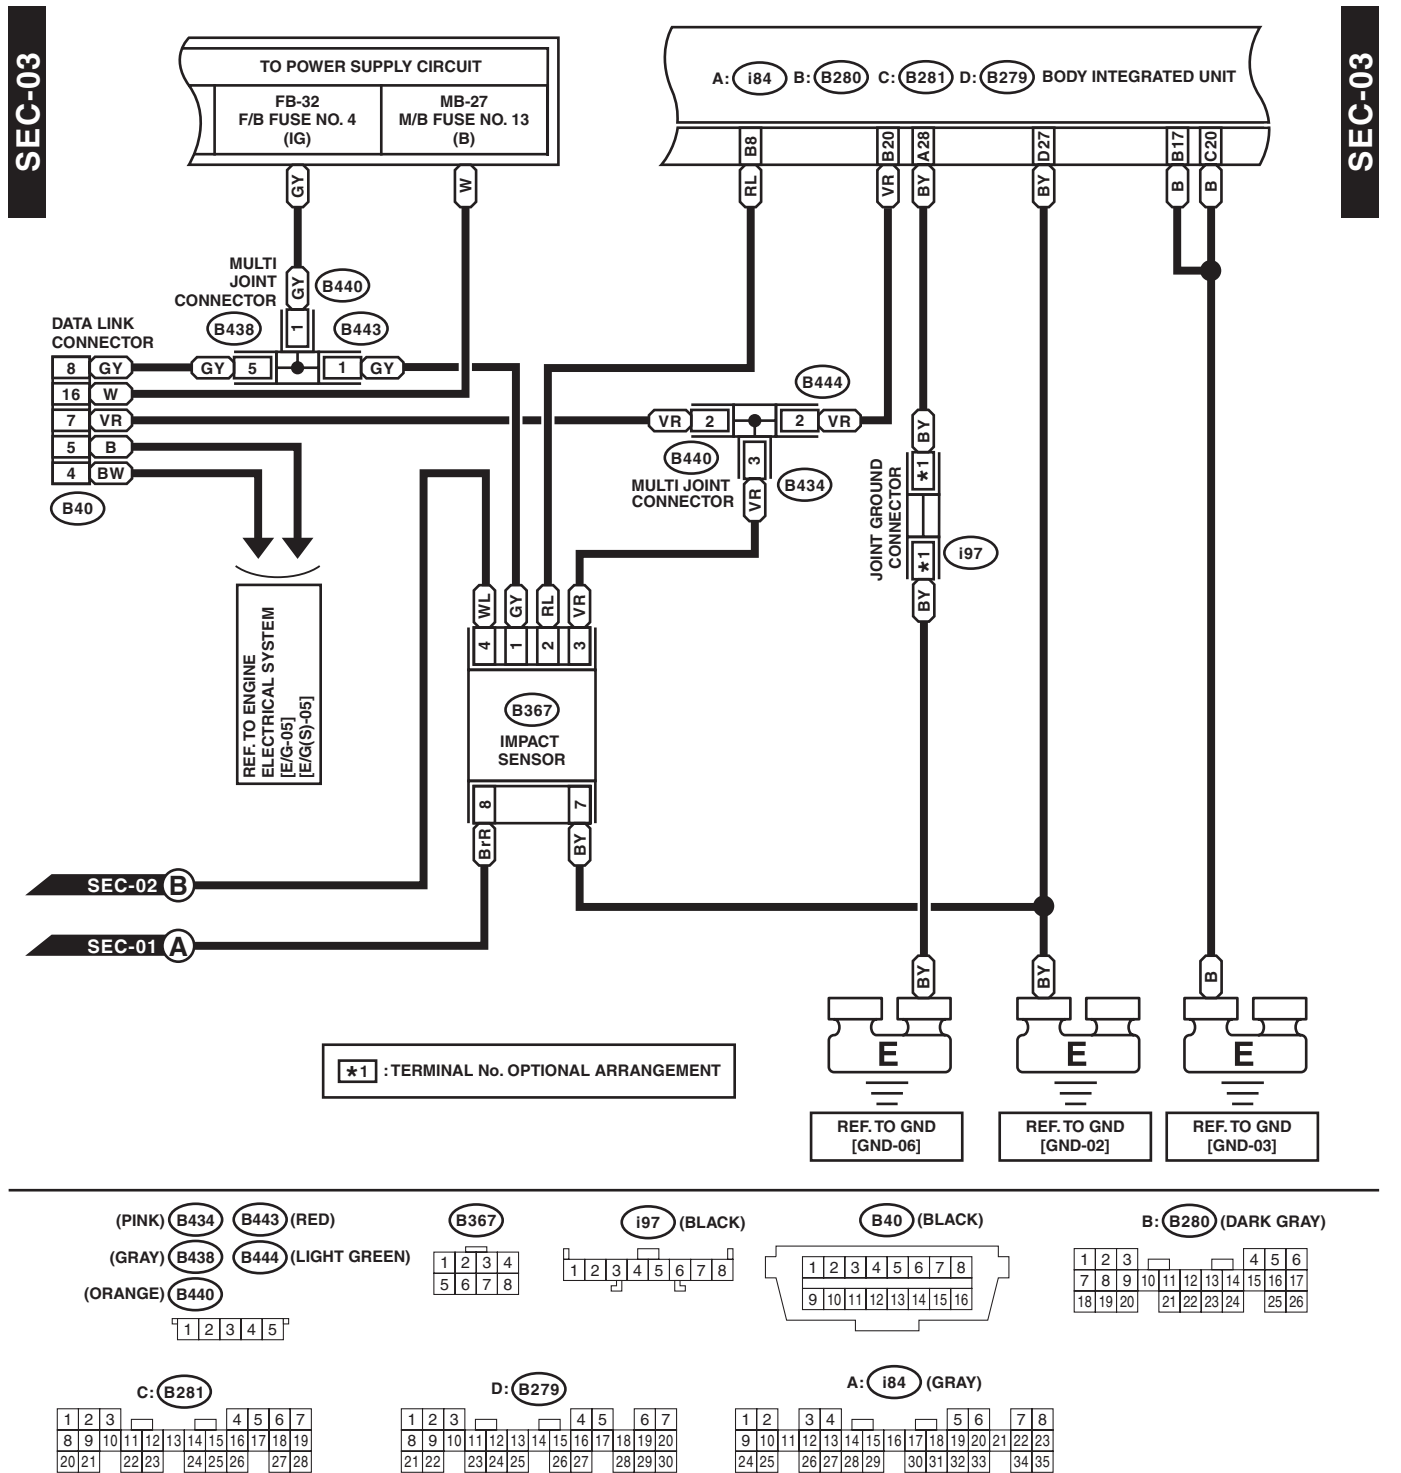 SEC-03
SEC-03
TO POWER SUPPLY CIRCUIT
FB-32
F/B FUSE NO. 4
(IG)
MB-27
M/B FUSE NO. 13
(B)
A: i84 B: B280 C: B281 D: B279 BODY INTEGRATED UNIT
B8 B20 A28 D27 B17 C20
GY W RL VR BY BY B B
MULTI
JOINT
CONNECTOR
GY
B440
1
B438
B443
DATA LINK
CONNECTOR
8 GY GY 5 1 GY
16 W
7 VR
5 B
4 BW
B40
B444
VR 2 2 VR
B440
3
B434
MULTI JOINT
CONNECTOR
VR
BY
*1
JOINT GROUND
CONNECTOR
*1
i97
BY
REF. TO ENGINE
ELECTRICAL SYSTEM
[E/G-05]
[E/G(S)-05]
WL GY RL VR
4 1 2 3
B367
IMPACT
SENSOR
8 7
BrR BY
SEC-02 B
SEC-01 A
BY BY B
E E E
*1 : TERMINAL No. OPTIONAL ARRANGEMENT
REF. TO GND
[GND-06]
REF. TO GND
[GND-02]
REF. TO GND
[GND-03]
(PINK) B434 B443 (RED)
(GRAY) B438 B444 (LIGHT GREEN)
(ORANGE) B440
1 2 3 4 5
B367
1 2 3 4
5 6 7 8
i97 (BLACK)
1 2 3 4 5 6 7 8
B40 (BLACK)
1 2 3 4 5 6 7 8
9 10 11 12 13 14 15 16
B: B280 (DARK GRAY)
1 2 3 4 5 6
7 8 9 10 11 12 13 14 15 16 17
18 19 20 21 22 23 24 25 26
C: B281
1 2 3 4 5 6 7
8 9 10 11 12 13 14 15 16 17 18 19
20 21 22 23 24 25 26 27 28
D: B279
1 2 3 4 5 6 7
8 9 10 11 12 13 14 15 16 17 18 19 20
21 22 23 24 25 26 27 28 29 30
A: i84 (GRAY)
1 2 3 4 5 6 7 8
9 10 11 12 13 14 15 16 17 18 19 20 21 22 23
24 25 26 27 28 29 30 31 32 33 34 35